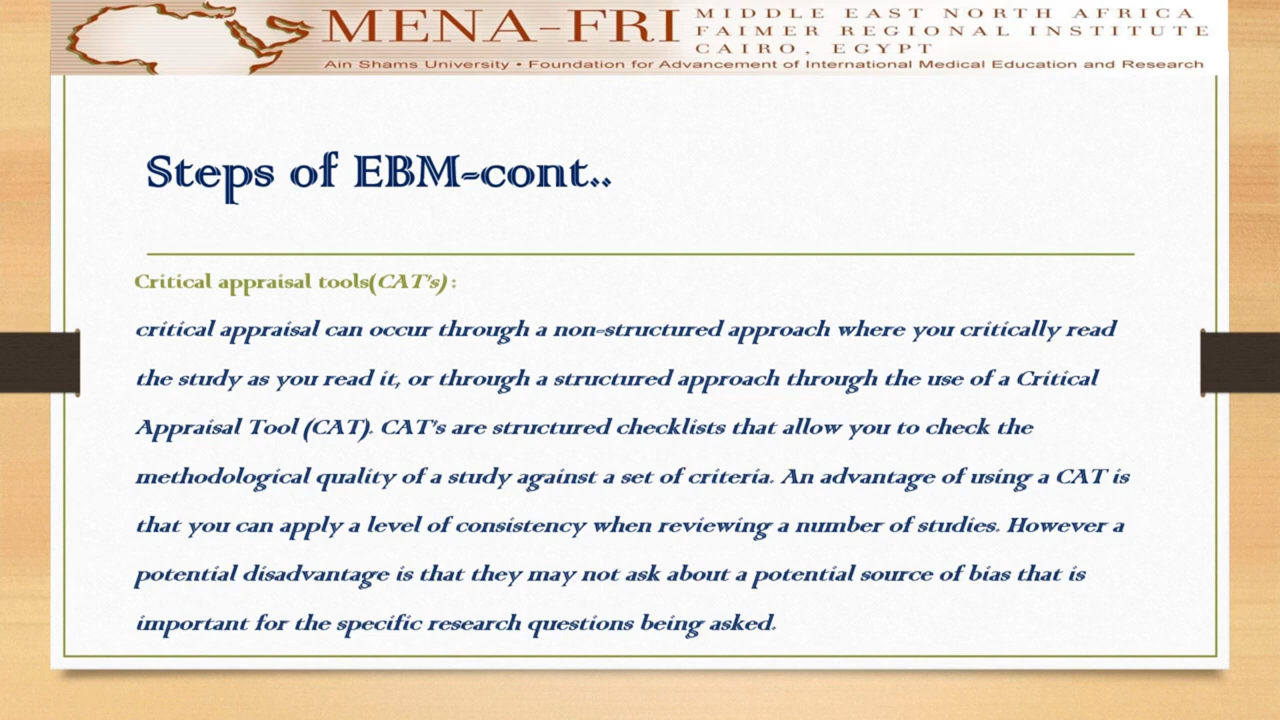 MENA-FRI
MIDDLE EAST NORTH AFRICA
FAIMER REGIONAL INSTITUTE
CAIRO, EGYPT
Ain Shams University • Foundation for Advancement of International Medical Education and Research
Steps of EBM-cont..
Critical appraisal tools(CAT's) :
critical appraisal can occur through a non-structured approach where you critically read
the study as you read it, or through a structured approach through the use of a Critical
Appraisal Tool (CAT). CAT's are structured checklists that allow you to check the
methodological quality of a study against a set of criteria. An advantage of using a CAT is
that you can apply a level of consistency when reviewing a number of studies. However a
potential disadvantage is that they may not ask about a potential source of bias that is
important for the specific research questions being asked.